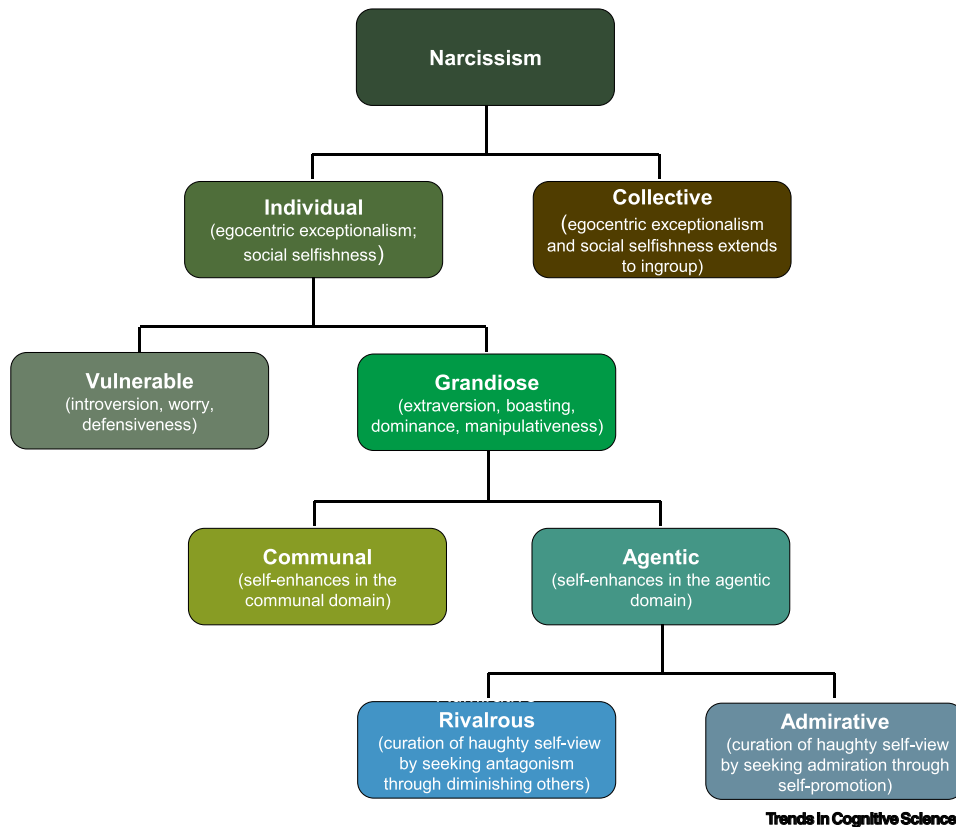 Narcissism
Individual
(egocentric exceptionalism;
social selfishness)
Collective
(egocentric exceptionalism
and social selfishness extends
to ingroup)
Vulnerable
(introversion, worry,
defensiveness)
Grandiose
(extraversion, boasting,
dominance, manipulativeness)
Communal
(self-enhances in the
communal domain)
Agentic
(self-enhances in the agentic
domain)
Rivalrous
(curation of haughty self-view
by seeking antagonism
through diminishing others)
Admirative
(curation of haughty self-view
by seeking admiration through
self-promotion)
Trends in Cognitive Science